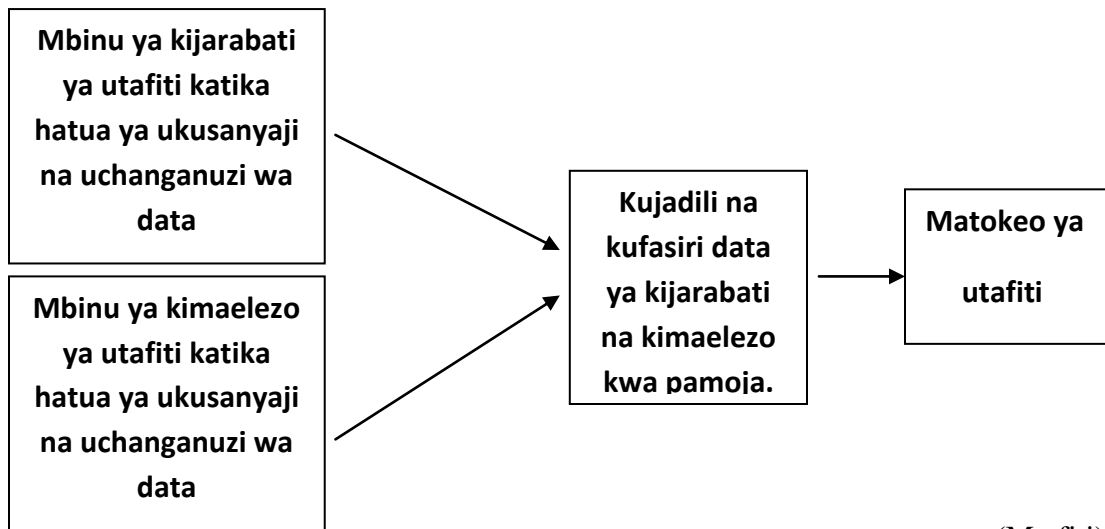 Mbinu ya kijarabati
ya utafiti katika
hatua ya ukusanyaji
na uchanganuzi wa
data
Mbinu ya kimaelezo
ya utafiti katika
hatua ya ukusanyaji
na uchanganuzi wa
data
Kujadili na
kufasiri data
ya kijarabati
na kimaelezo
kwa pamoja.
Matokeo ya
utafiti